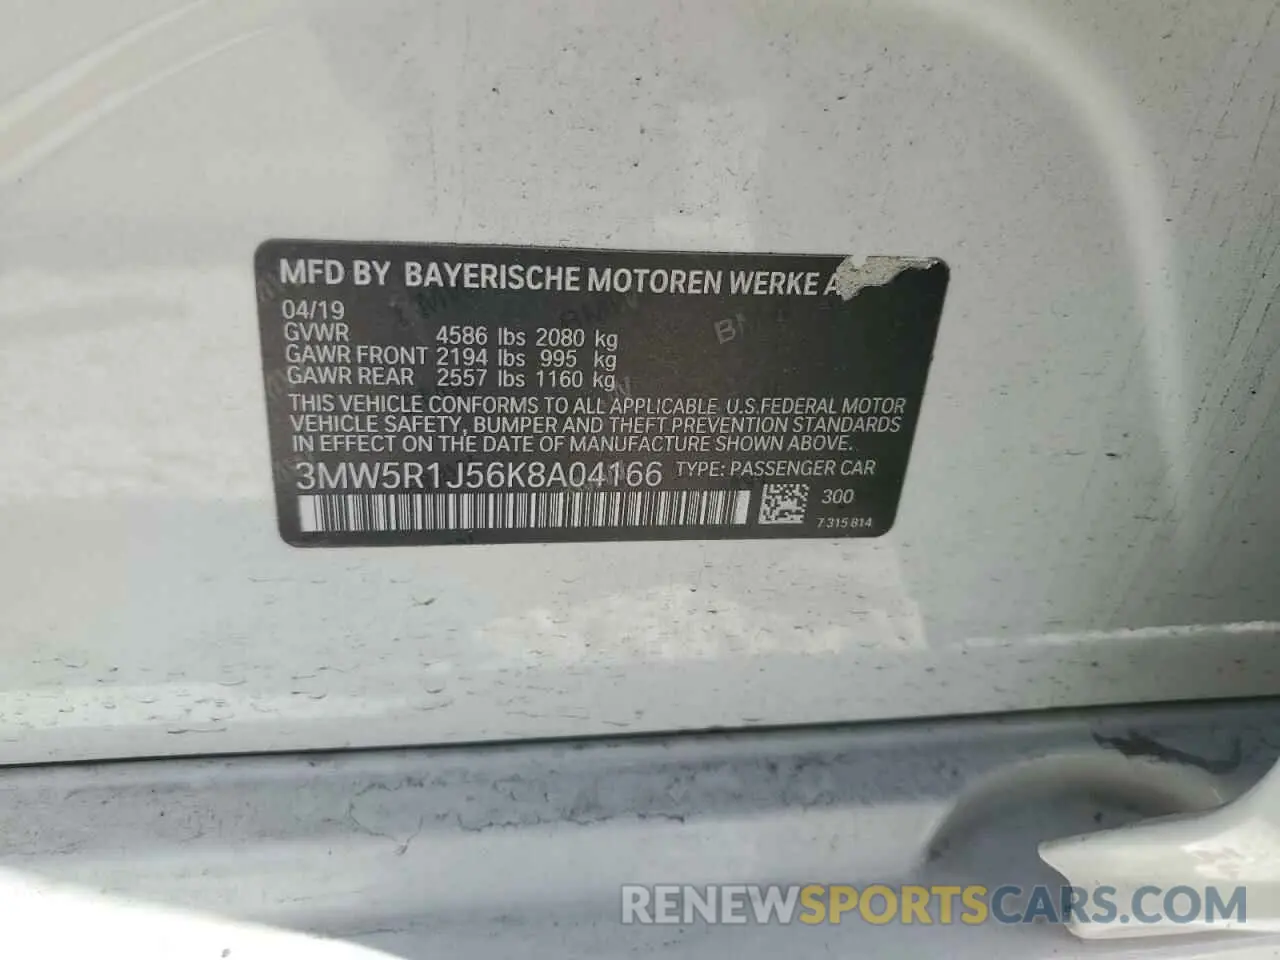 MFD BY BAYERISCHE MOTOREN WERKE A
04/19
GVWR 4586 lbs 2080 kg
GAWR FRONT 2194 lbs 995 kg
GAWR REAR 2557 lbs 1160 kg
THIS VEHICLE CONFORMS TO ALL APPLICABLE U.S.FEDERAL MOTOR
VEHICLE SAFETY, BUMPER AND THEFT PREVENTION STANDARDS
IN EFFECT ON THE DATE OF MANUFACTURE SHOWN ABOVE.
3MW5R1J56K8A04166 TYPE: PASSENGER CAR
300
7 315 814
RENEWSPORTSCARS.COM